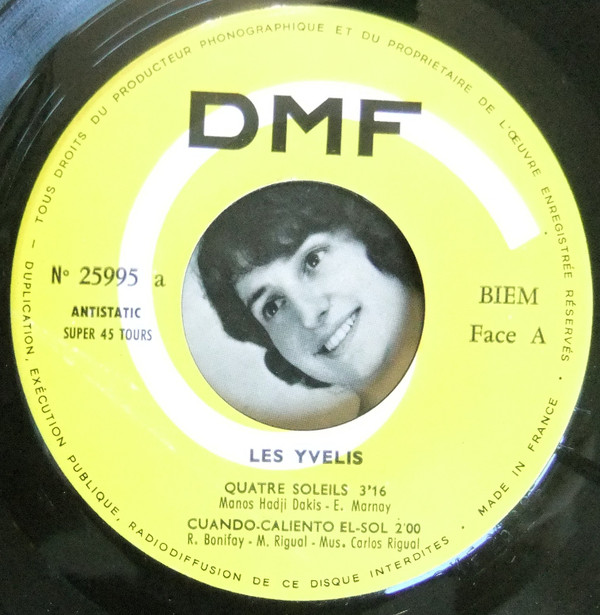 TOUS DROITS DU PRODUCTEUR PHONOGRAPHIQUE ET DU PROPRIETAIRE DE L'ŒUVRE ENREGISTRÉE RÉSERVÉS
DMF
N° 25995 a
BIEM
ANTISTATIC
Face A
SUPER 45 TOURS
LES YVELIS
QUATRE SOLEILS 3'16
Manos Hadji Dakis - E. Marnay
CUANDO-CALIENTO EL-SOL 2'00
R. Bonifay - M. Rigual - Mus. Carlos Rigual
— DUPLICATION, EXÉCUTION PUBLIQUE, RADIODIFFUSION DE CE DISQUE INTERDITES • MADE IN FRANCE •